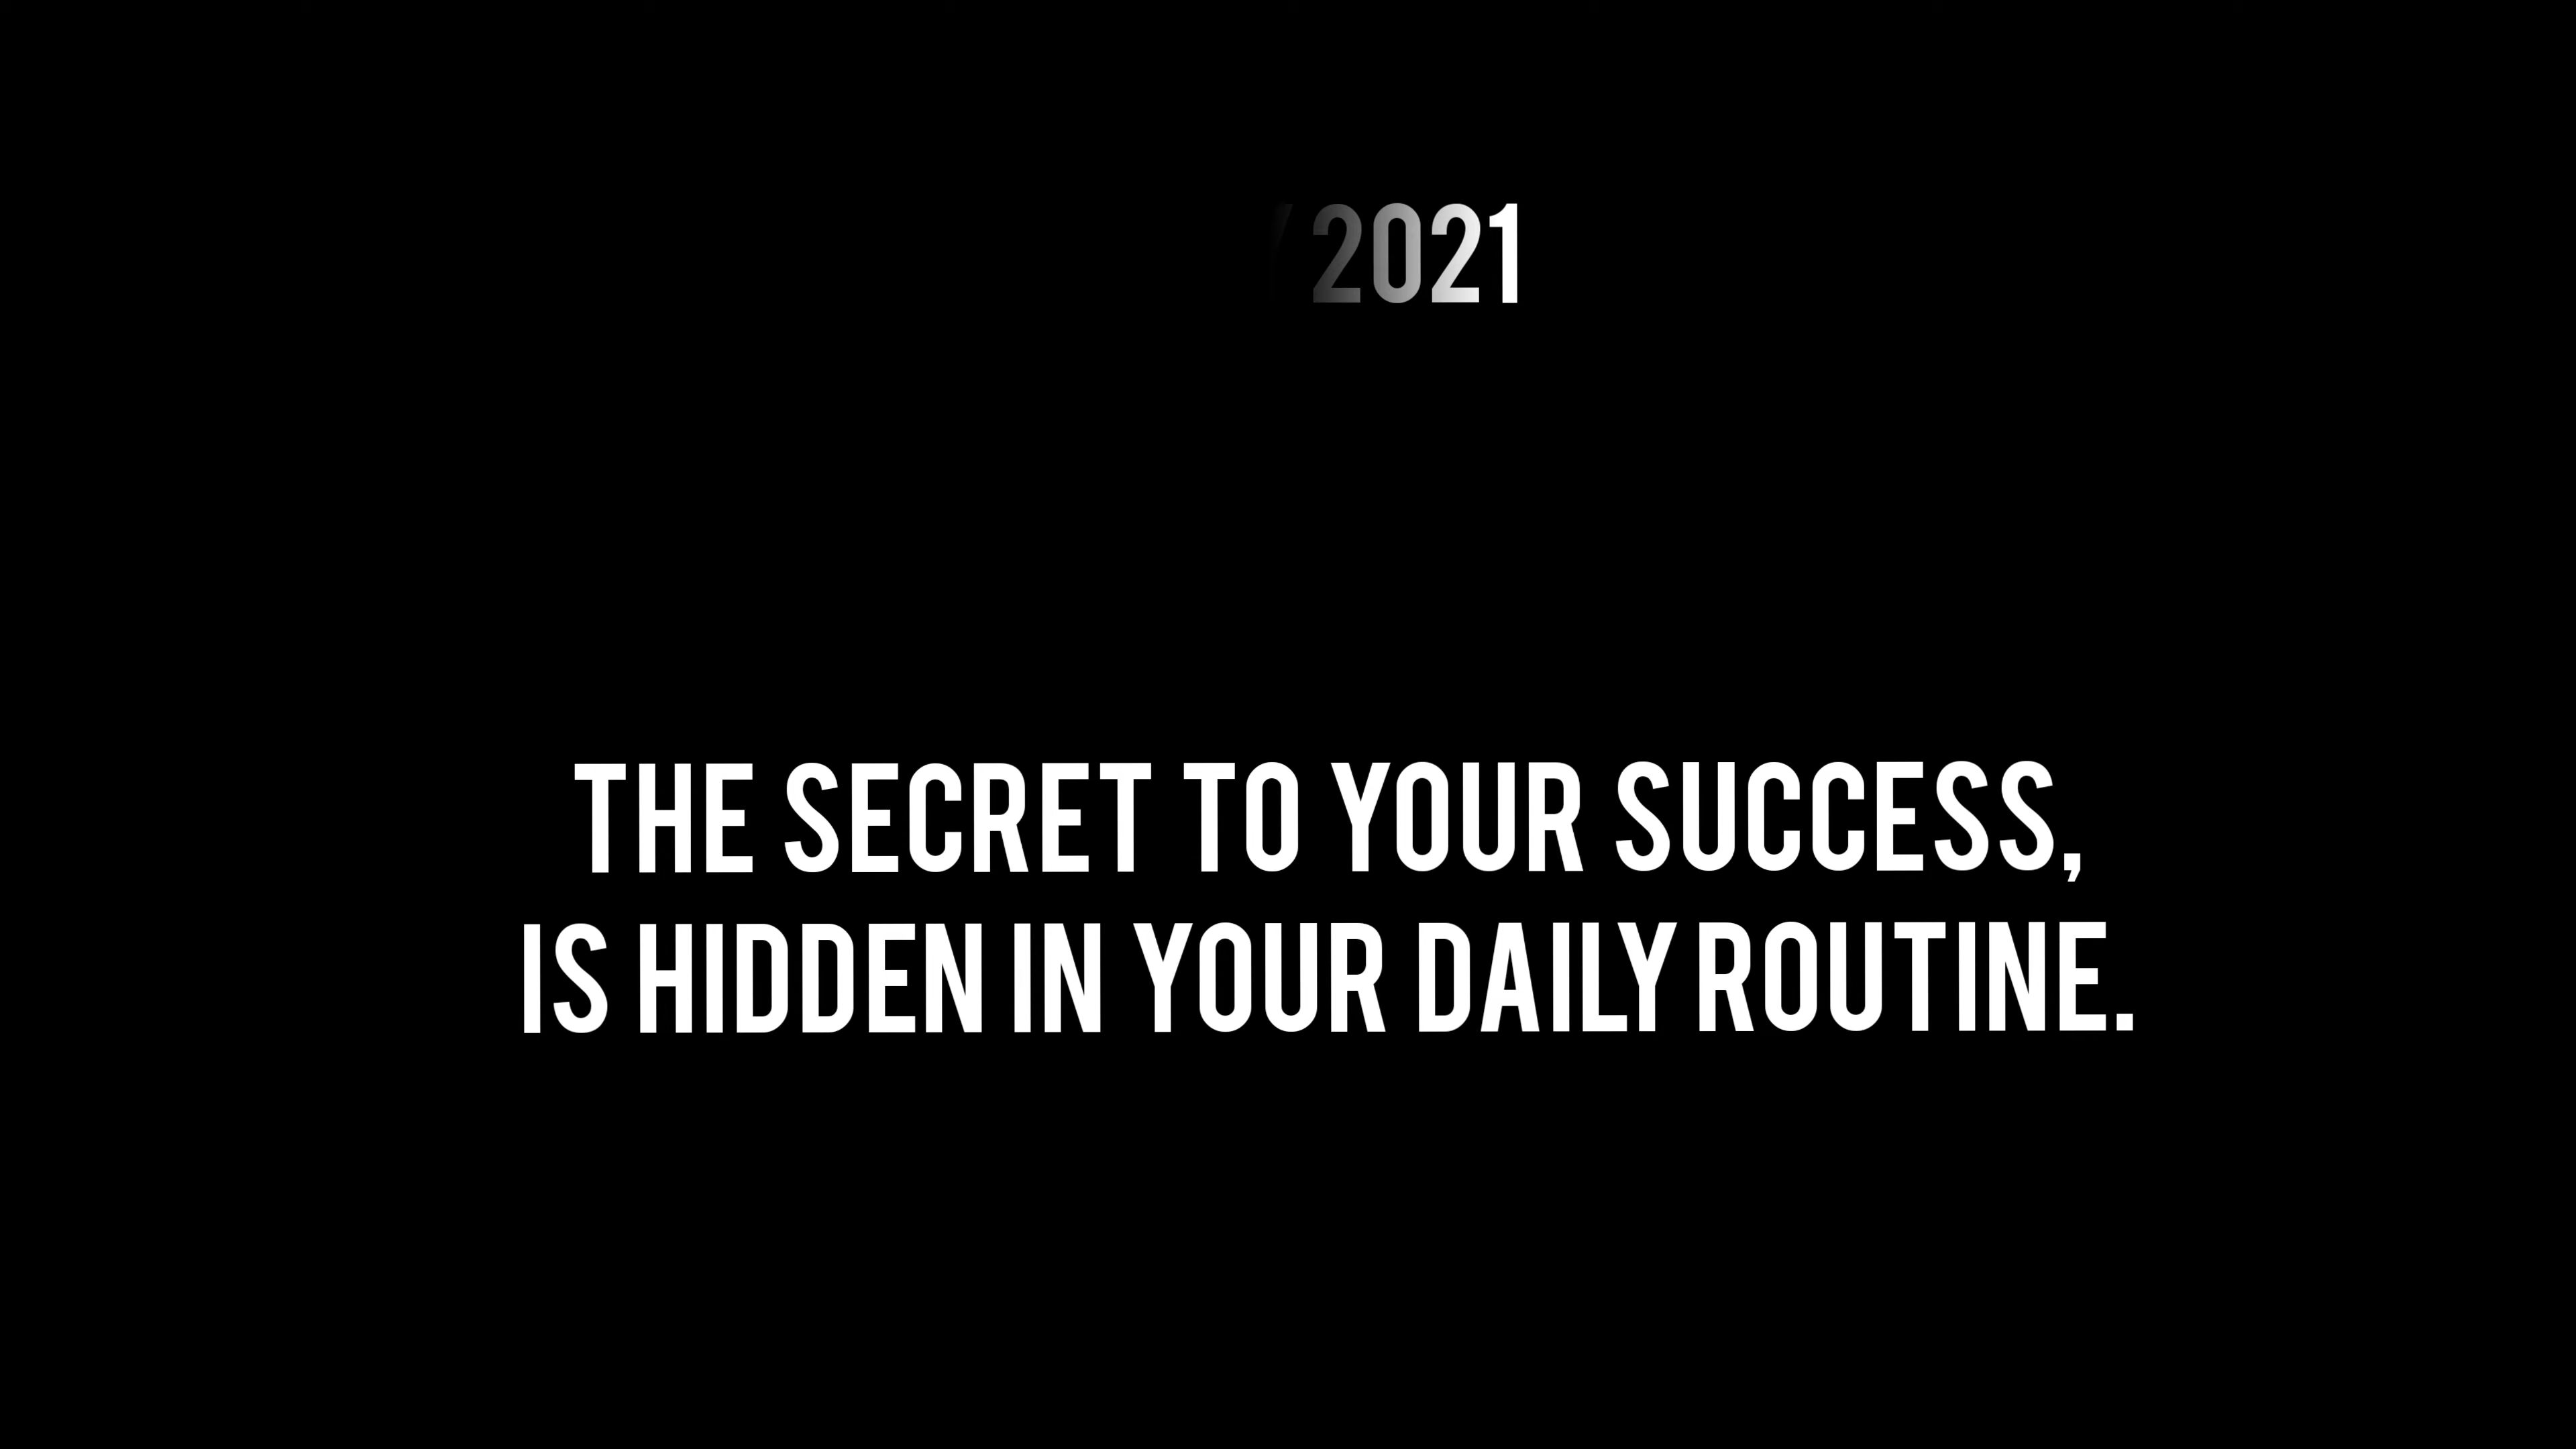 2021
THE SECRET TO YOUR SUCCESS,
IS HIDDEN IN YOUR DAILY ROUTINE.